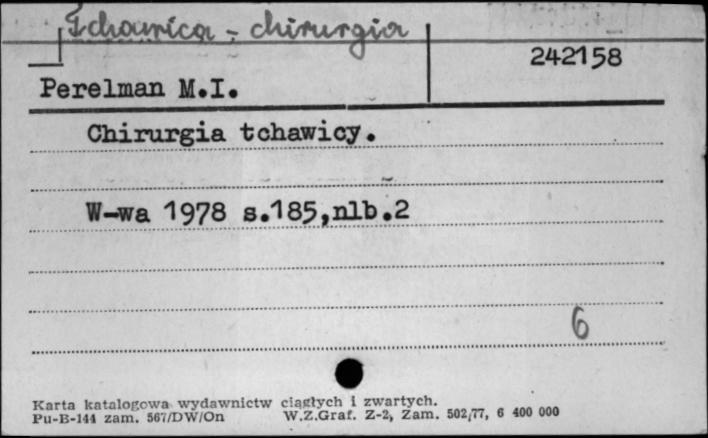 Tchawica - chirurgia
242158
Perelman M.I.
Chirurgia tchawicy.
W-wa 1978 s.185,nlb.2
6
Karta katalogowa wydawnictw ciągłych i zwartych.
Pu-B-144 zam. 567/DW/On W.Z.Graf. Z-2, Zam. 502/77, 6 400 000